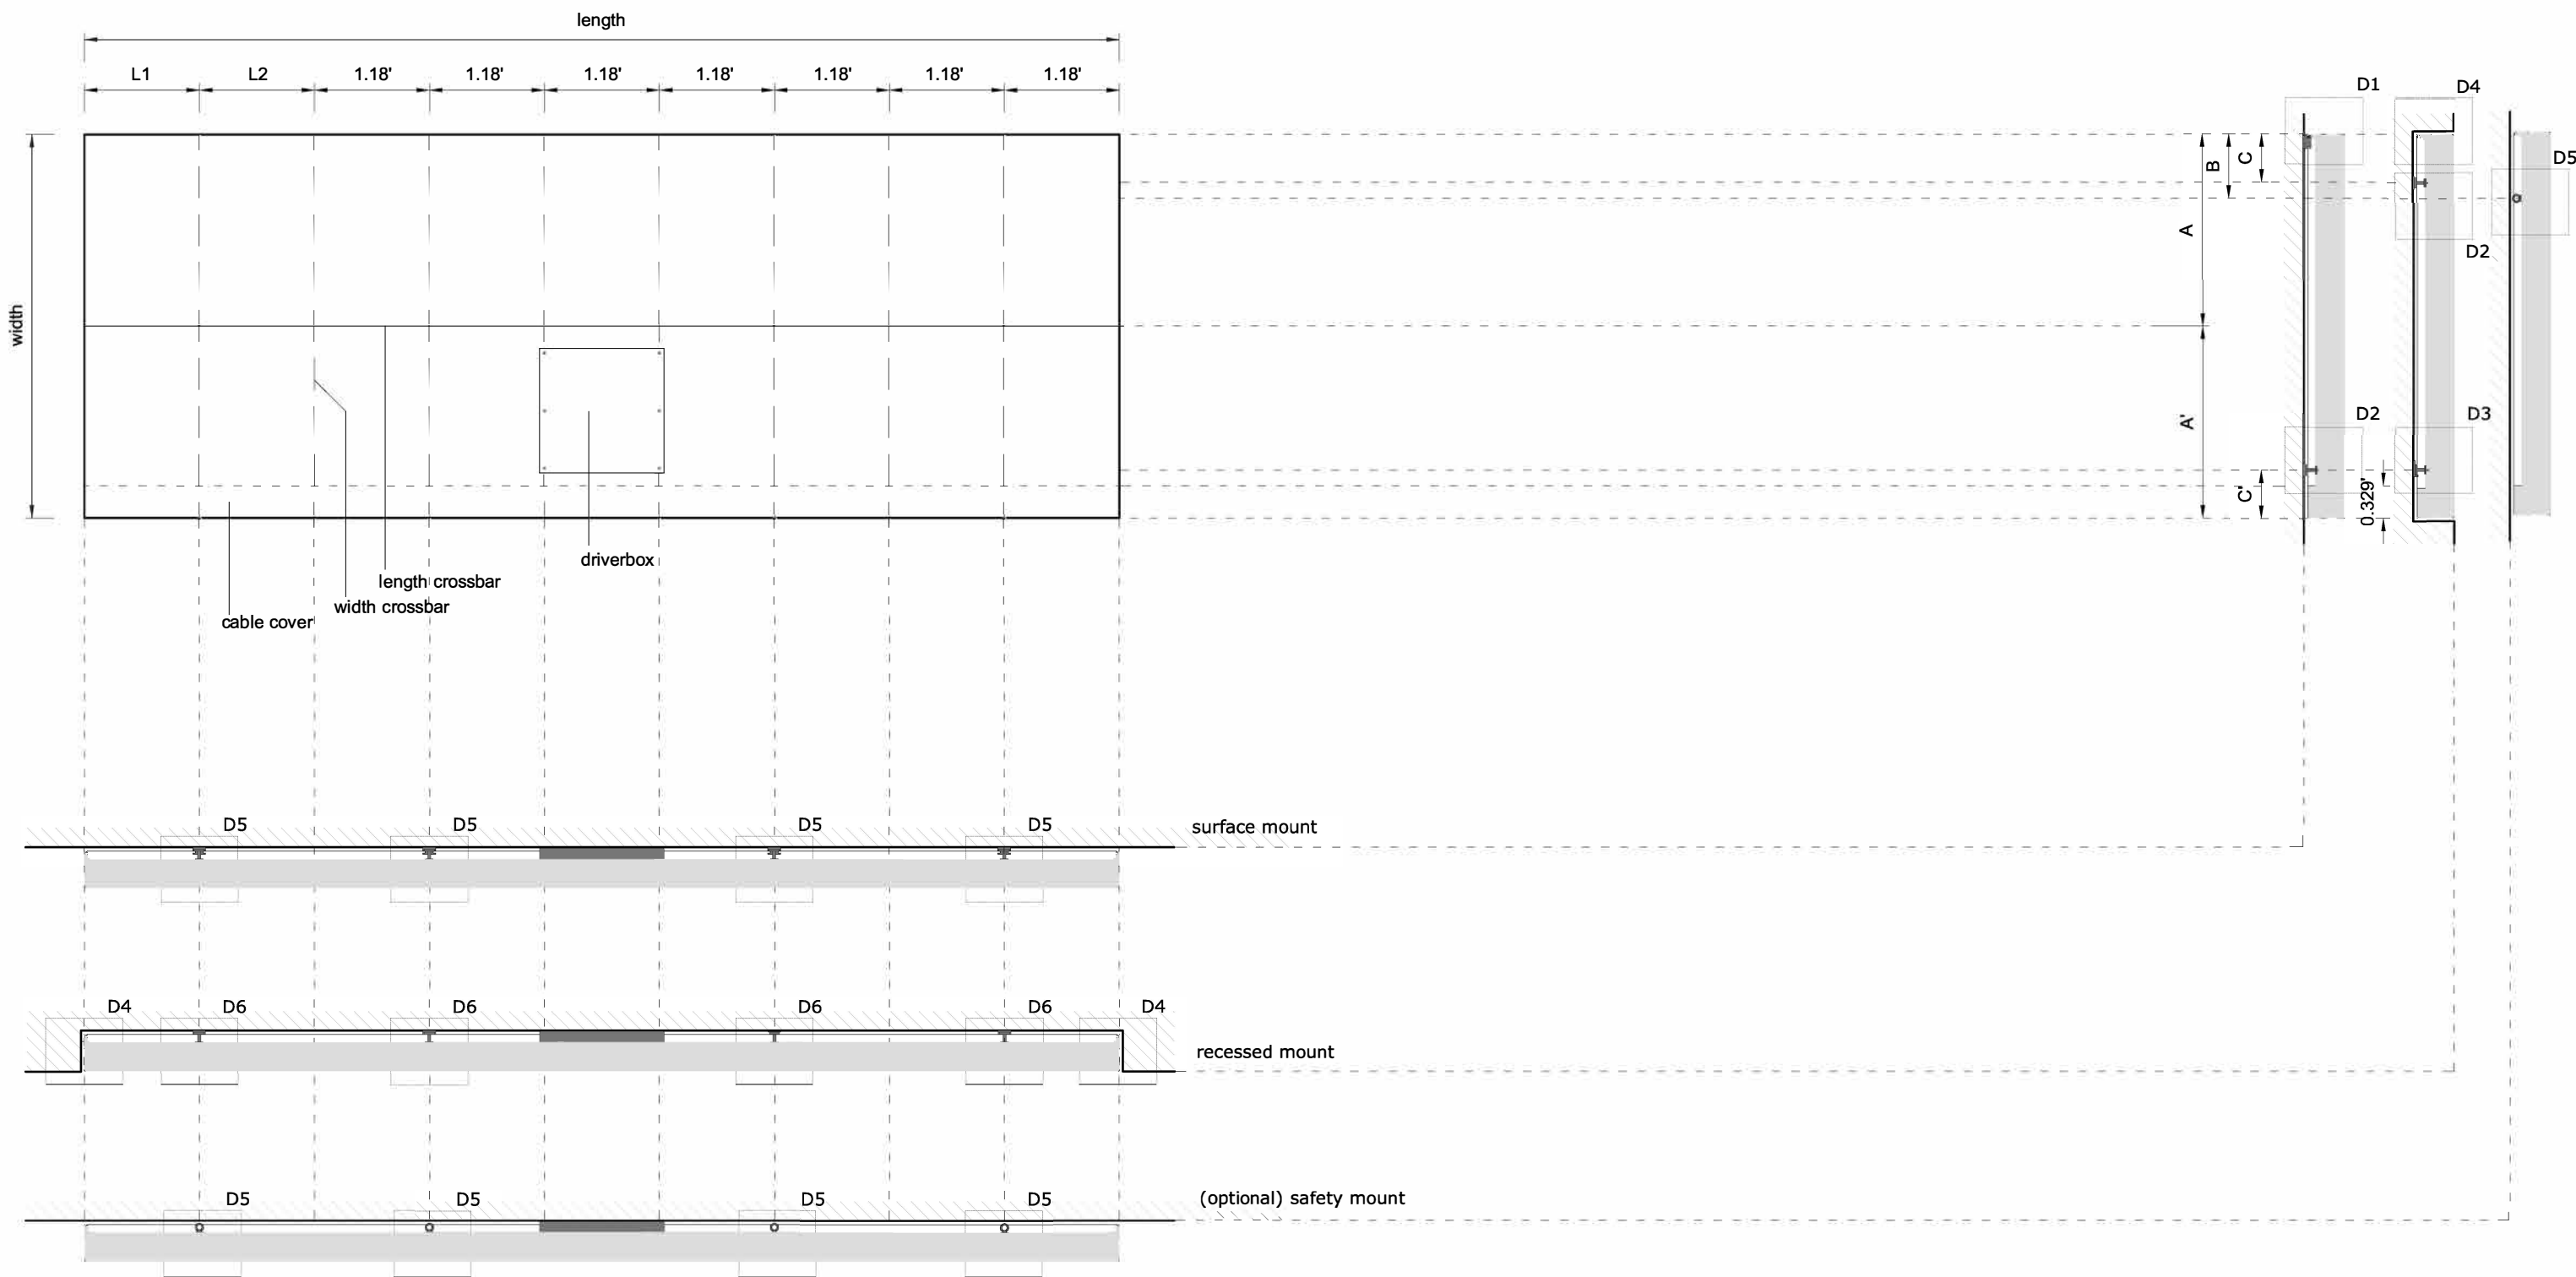 length
L1 L2 1.18' 1.18' 1.18' 1.18' 1.18' 1.18' 1.18'
D1 D4
B C D5
width A D2
A' D2 D3
C' 0.329'
driverbox
length crossbar
width crossbar
cable cover
D5 D5 D5 D5 surface mount
D4 D6 D6 D6 D6 D4
recessed mount
D5 D5 D5 D5 (optional) safety mount